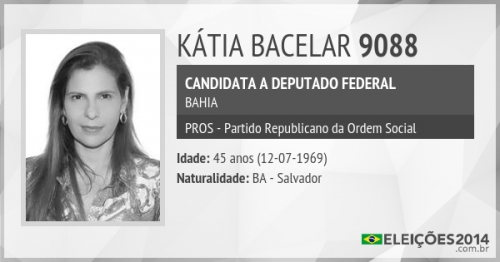 KÁTIA BACELAR 9088
CANDIDATA A DEPUTADO FEDERAL
BAHIA
PROS - Partido Republicano da Ordem Social
Idade: 45 anos (12-07-1969)
Naturalidade: BA - Salvador
ELEIÇÕES2014
.com.br